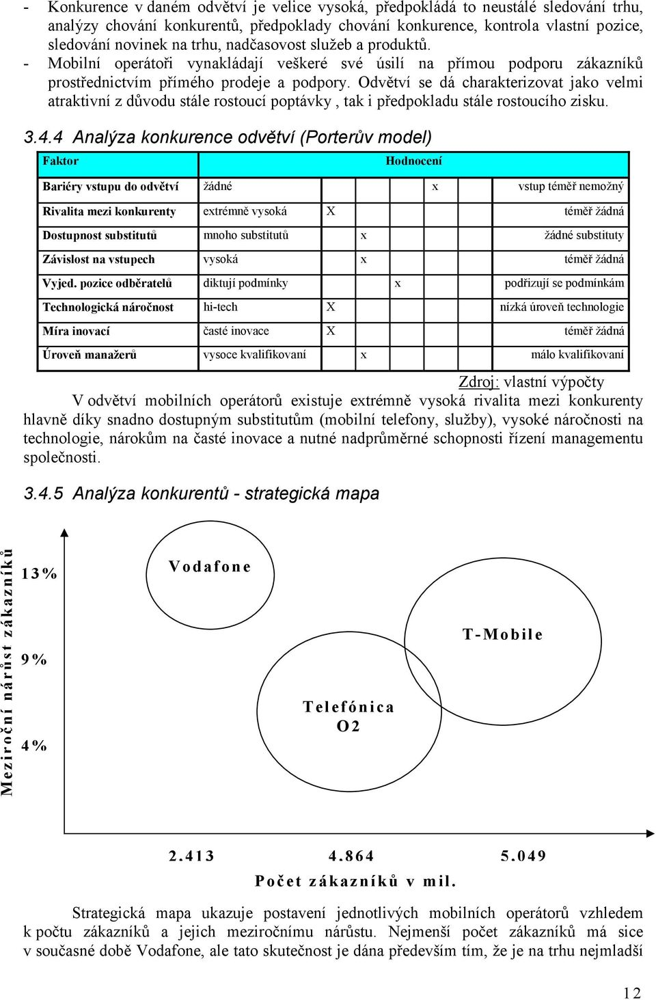 - Konkurence v daném odvětví je velice vysoká, předpokládá to neustálé sledování trhu,
analýzy chování konkurentů, předpoklady chování konkurence, kontrola vlastní pozice,
sledování novinek na trhu, nadčasovost služeb a produktů.
- Mobilní operátoři vynakládají veškeré své úsilí na přímou podporu zákazníků
prostřednictvím přímého prodeje a podpory. Odvětví se dá charakterizovat jako velmi
atraktivní z důvodu stále rostoucí poptávky , tak i předpokladu stále rostoucího zisku.
3.4.4 Analýza konkurence odvětví (Porterův model)
Faktor Hodnocení
Bariéry vstupu do odvětví žádné x vstup téměř nemožný
Rivalita mezi konkurenty extrémně vysoká X téměř žádná
Dostupnost substitutů mnoho substitutů x žádné substituty
Závislost na vstupech vysoká x téměř žádná
Vyjed. pozice odběratelů diktují podmínky x podřizují se podmínkám
Technologická náročnost hi-tech X nízká úroveň technologie
Míra inovací časté inovace X téměř žádná
Úroveň manažerů vysoce kvalifikovaní x málo kvalifikovaní
Zdroj: vlastní výpočty
V odvětví mobilních operátorů existuje extrémně vysoká rivalita mezi konkurenty
hlavně díky snadno dostupným substitutům (mobilní telefony, služby), vysoké náročnosti na
technologie, nárokům na časté inovace a nutné nadprůměrné schopnosti řízení managementu
společnosti.
3.4.5 Analýza konkurentů - strategická mapa
Meziroční nárůst zákazníků
13%
Vodafone
T-Mobile
9%
Telefónica
O2
4%
2.413 4.864 5.049
Počet zákazníků v mil.
Strategická mapa ukazuje postavení jednotlivých mobilních operátorů vzhledem
k počtu zákazníků a jejich meziročnímu nárůstu. Nejmenší počet zákazníků má sice
v současné době Vodafone, ale tato skutečnost je dána především tím, že je na trhu nejmladší
12